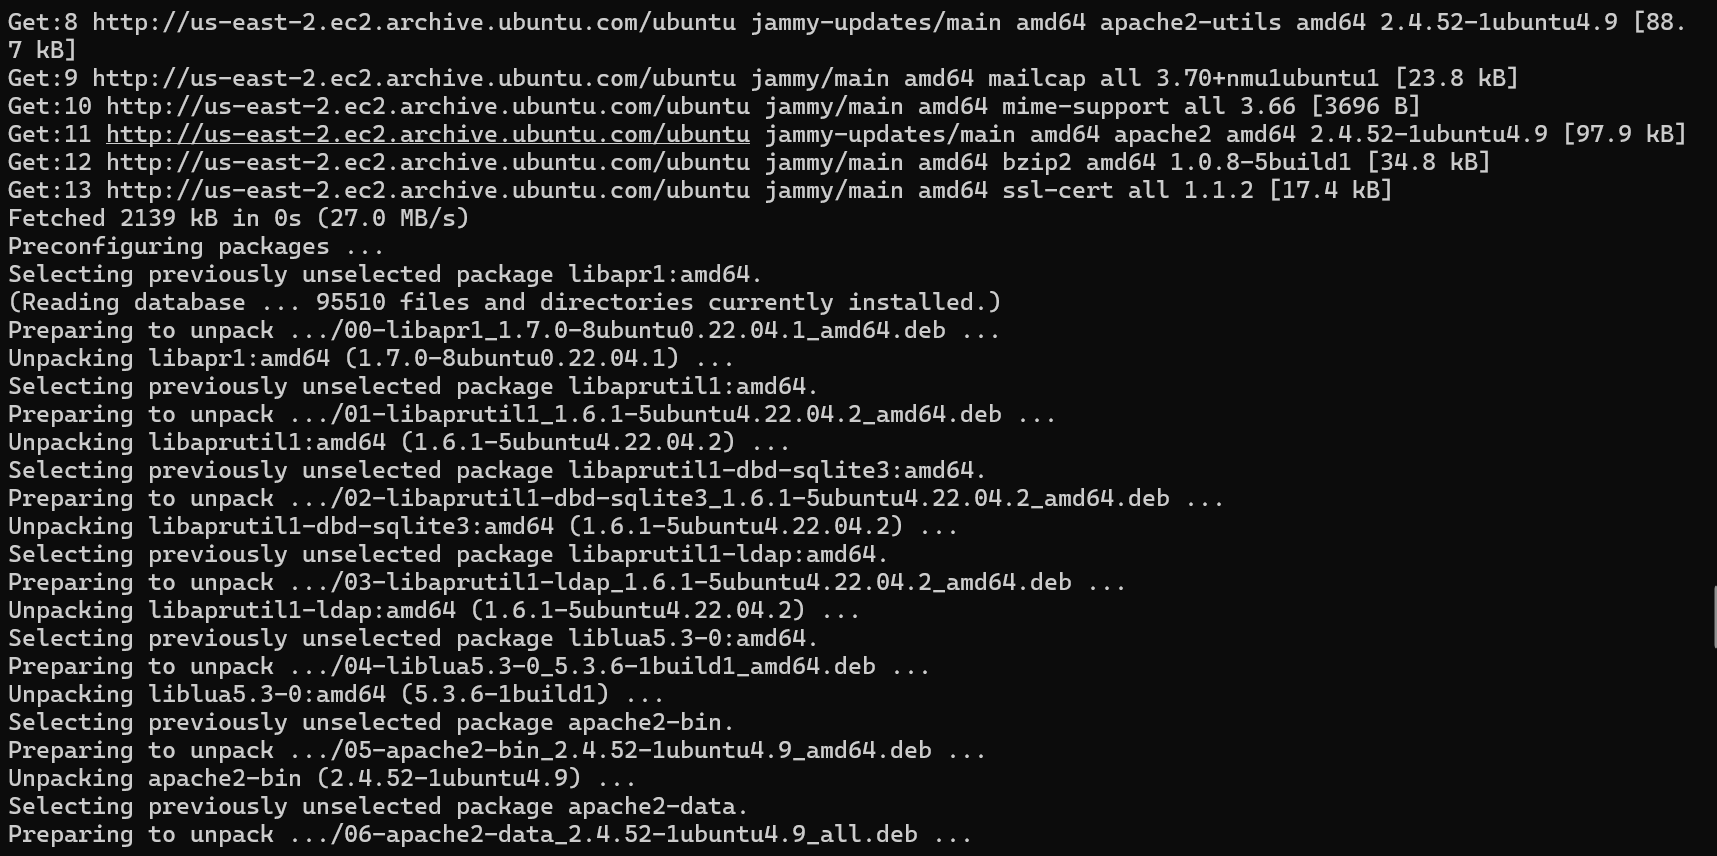 Get:8 http://us-east-2.ec2.archive.ubuntu.com/ubuntu jammy-updates/main amd64 apache2-utils amd64 2.4.52-1ubuntu4.9 [88.
7 kB]
Get:9 http://us-east-2.ec2.archive.ubuntu.com/ubuntu jammy/main amd64 mailcap all 3.70+nmu1ubuntu1 [23.8 kB]
Get:10 http://us-east-2.ec2.archive.ubuntu.com/ubuntu jammy/main amd64 mime-support all 3.66 [3696 B]
Get:11 http://us-east-2.ec2.archive.ubuntu.com/ubuntu jammy-updates/main amd64 apache2 amd64 2.4.52-1ubuntu4.9 [97.9 kB]
Get:12 http://us-east-2.ec2.archive.ubuntu.com/ubuntu jammy/main amd64 bzip2 amd64 1.0.8-5build1 [34.8 kB]
Get:13 http://us-east-2.ec2.archive.ubuntu.com/ubuntu jammy/main amd64 ssl-cert all 1.1.2 [17.4 kB]
Fetched 2139 kB in 0s (27.0 MB/s)
Preconfiguring packages ...
Selecting previously unselected package libapr1:amd64.
(Reading database ... 95510 files and directories currently installed.)
Preparing to unpack .../00-libapr1_1.7.0-8ubuntu0.22.04.1_amd64.deb ...
Unpacking libapr1:amd64 (1.7.0-8ubuntu0.22.04.1) ...
Selecting previously unselected package libaprutil1:amd64.
Preparing to unpack .../01-libaprutil1_1.6.1-5ubuntu4.22.04.2_amd64.deb ...
Unpacking libaprutil1:amd64 (1.6.1-5ubuntu4.22.04.2) ...
Selecting previously unselected package libaprutil1-dbd-sqlite3:amd64.
Preparing to unpack .../02-libaprutil1-dbd-sqlite3_1.6.1-5ubuntu4.22.04.2_amd64.deb ...
Unpacking libaprutil1-dbd-sqlite3:amd64 (1.6.1-5ubuntu4.22.04.2) ...
Selecting previously unselected package libaprutil1-ldap:amd64.
Preparing to unpack .../03-libaprutil1-ldap_1.6.1-5ubuntu4.22.04.2_amd64.deb ...
Unpacking libaprutil1-ldap:amd64 (1.6.1-5ubuntu4.22.04.2) ...
Selecting previously unselected package liblua5.3-0:amd64.
Preparing to unpack .../04-liblua5.3-0_5.3.6-1build1_amd64.deb ...
Unpacking liblua5.3-0:amd64 (5.3.6-1build1) ...
Selecting previously unselected package apache2-bin.
Preparing to unpack .../05-apache2-bin_2.4.52-1ubuntu4.9_amd64.deb ...
Unpacking apache2-bin (2.4.52-1ubuntu4.9) ...
Selecting previously unselected package apache2-data.
Preparing to unpack .../06-apache2-data_2.4.52-1ubuntu4.9_all.deb ...